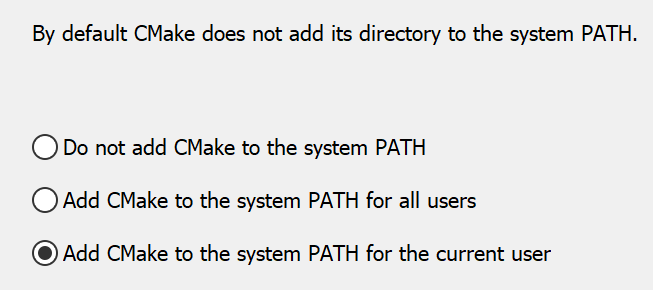 By default CMake does not add its directory to the system PATH.
Do not add CMake to the system PATH
Add CMake to the system PATH for all users
Add CMake to the system PATH for the current user